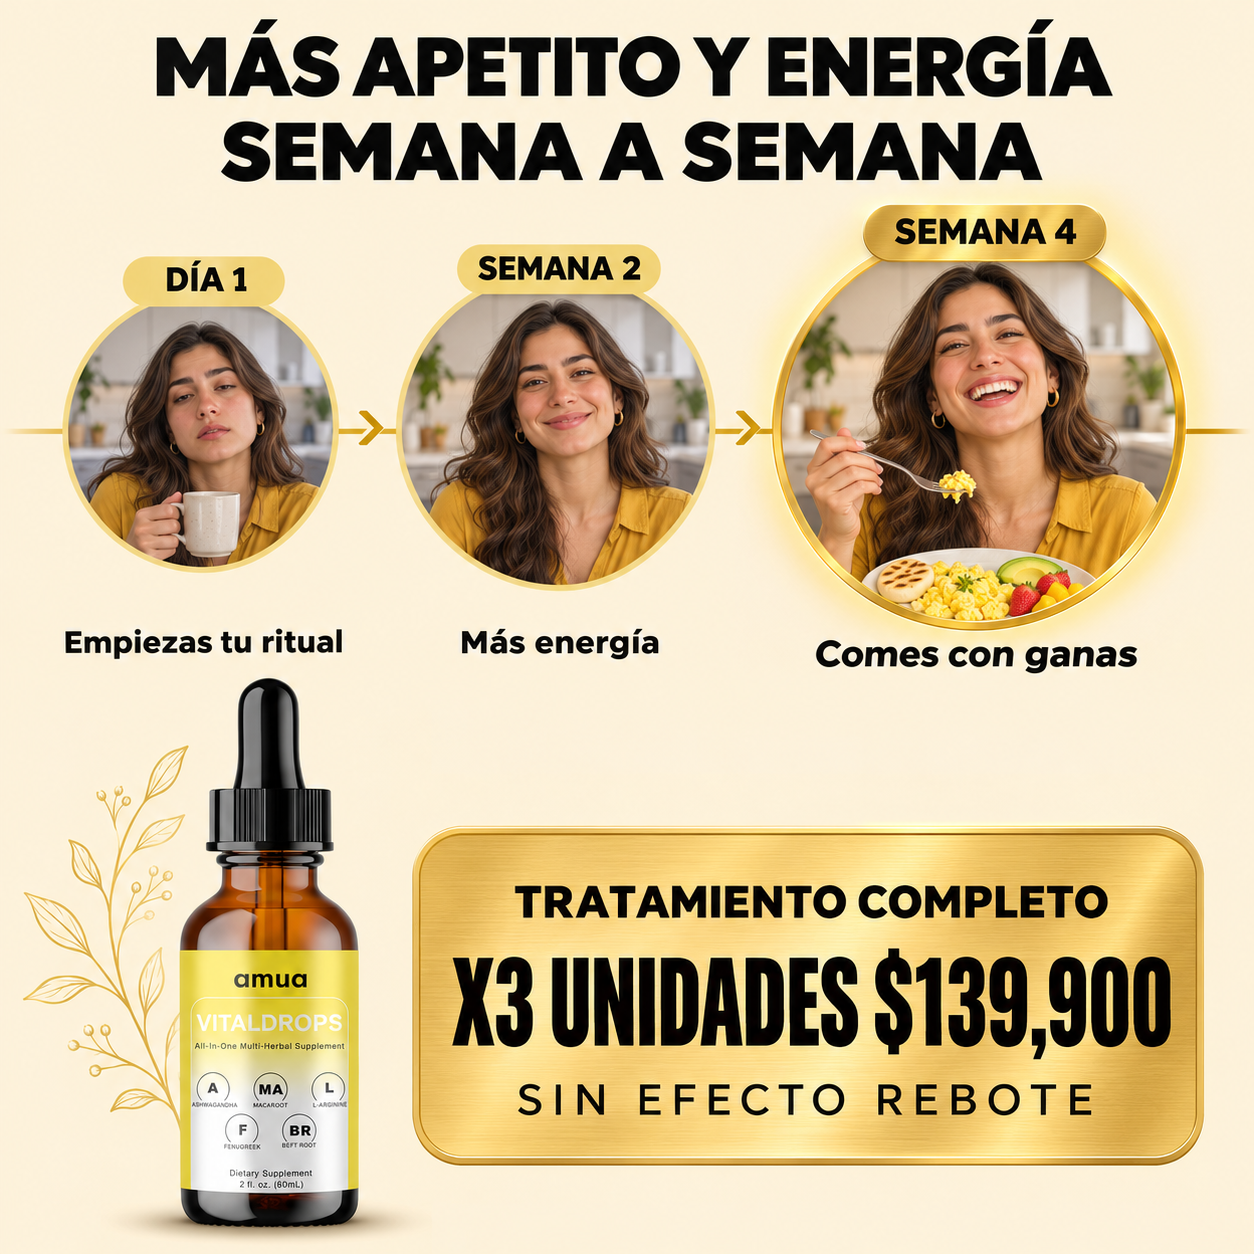 MÁS APETITO Y ENERGÍA
SEMANA A SEMANA
DÍA 1
SEMANA 2
SEMANA 4
Empiezas tu ritual
Más energía
Comes con ganas
amua
VITALDROPS
All-In-One Multi-Herbal Supplement
A
MA
L
ASHWAGANDHA
MACAROOT
L-ARGININE
F
BR
FENUGREEK
BEFT ROOT
Dietary Supplement
2 fl. oz. (60mL)
TRATAMIENTO COMPLETO
X3 UNIDADES $139,900
SIN EFECTO REBOTE